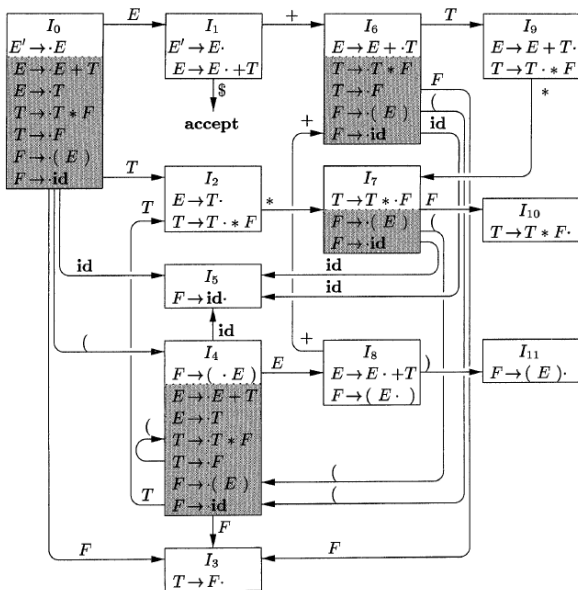 I0
E' → ·E
E → ·E + T
E → ·T
T → ·T * F
T → ·F
F → ·( E )
F → ·id
E
I1
E' → E·
E → E· + T
$
accept
+
I6
E → E + ·T
T → ·T * F
T → ·F
F → ·( E )
F → ·id
T
I9
E → E + T·
T → T· * F
*
F
(
id
+
T
T
I2
E → T·
T → T· * F
*
I7
T → T * ·F
F → ·( E )
F → ·id
F
(
I10
T → T * F·
id
id
id
I5
F → id·
id
(
I4
F → ( · E )
E → ·E + T
E → ·T
T → ·T * F
T → ·F
F → ·( E )
F → ·id
(
T
E
+
I8
E → E· + T
F → ( E· )
)
I11
F → ( E )·
(
(
F
F
F
I3
T → F·